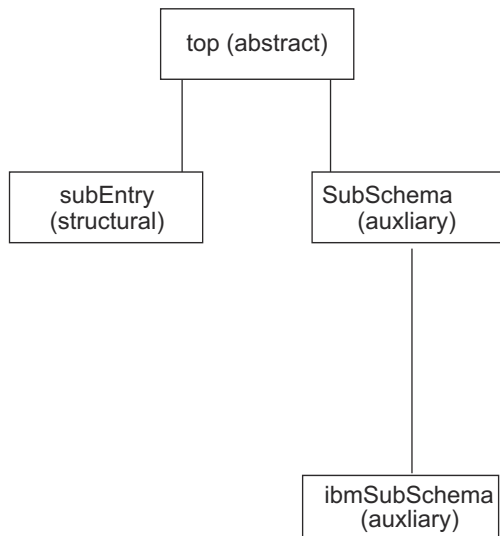 top (abstract)
subEntry
(structural)
SubSchema
(auxliary)
ibmSubSchema
(auxliary)